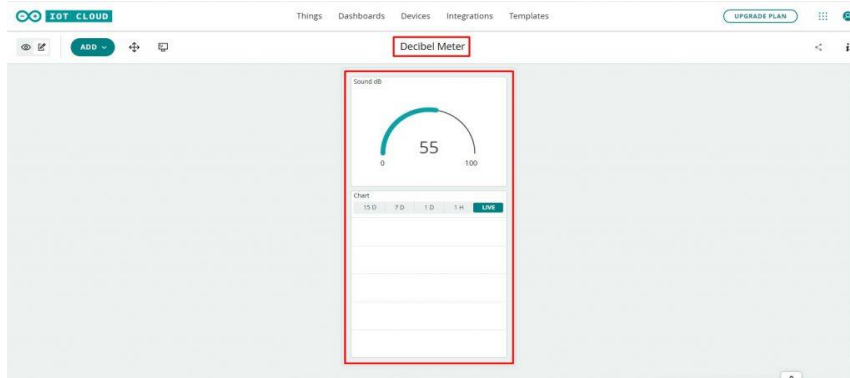 IOT CLOUD
Things Dashboards Devices Integrations Templates
UPGRADE PLAN
ADD
Decibel Meter
Sound dB
55
0 100
Chart
15 D 7 D 1 D 1 H LIVE